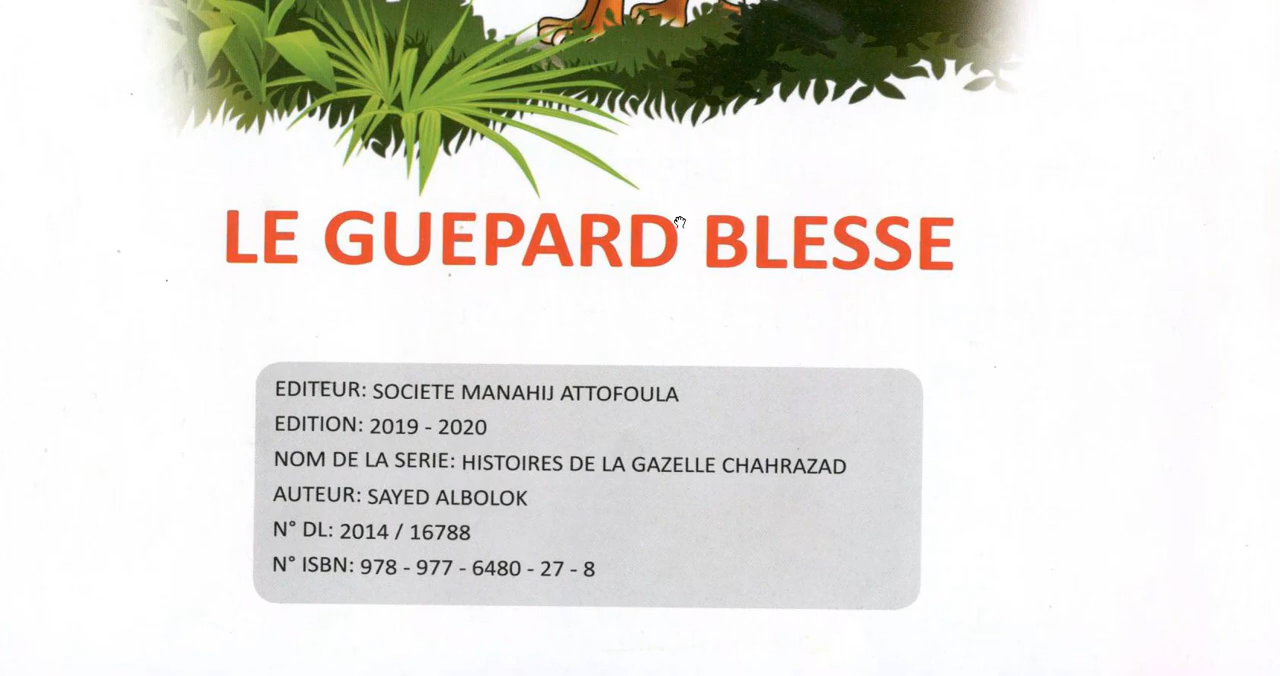 LE GUEPARD BLESSE
EDITEUR: SOCIETE MANAHIJ ATTOFOULA
EDITION: 2019 - 2020
NOM DE LA SERIE: HISTOIRES DE LA GAZELLE CHAHRAZAD
AUTEUR: SAYED ALBOLOK
N° DL: 2014 / 16788
N° ISBN: 978 - 977 - 6480 - 27 - 8